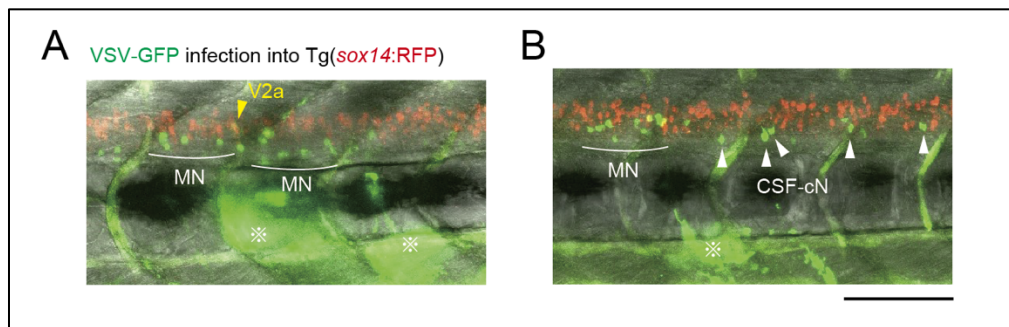 A
VSV-GFP infection into Tg(sox14:RFP)
V2a
MN
MN
※
※
B
MN
CSF-cN
※